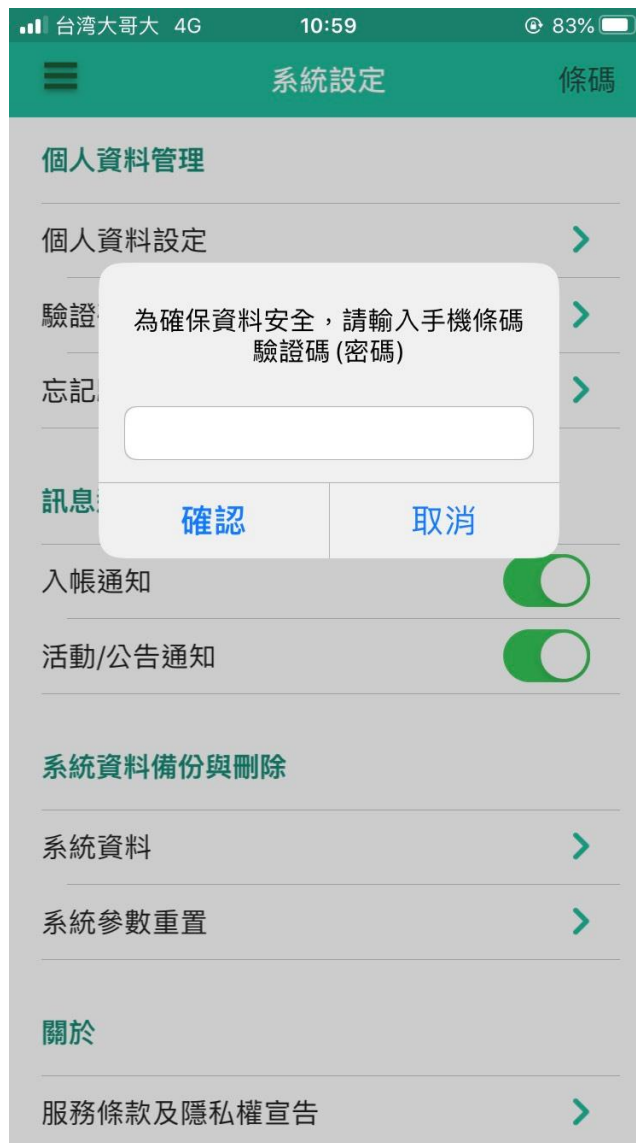 台湾大哥大 4G 10:59 83%
系統設定 條碼
個人資料管理
個人資料設定
驗證
為確保資料安全，請輸入手機條碼
驗證碼 (密碼)
忘記
訊息
確認 取消
入帳通知
活動/公告通知
系統資料備份與刪除
系統資料
系統參數重置
關於
服務條款及隱私權宣告